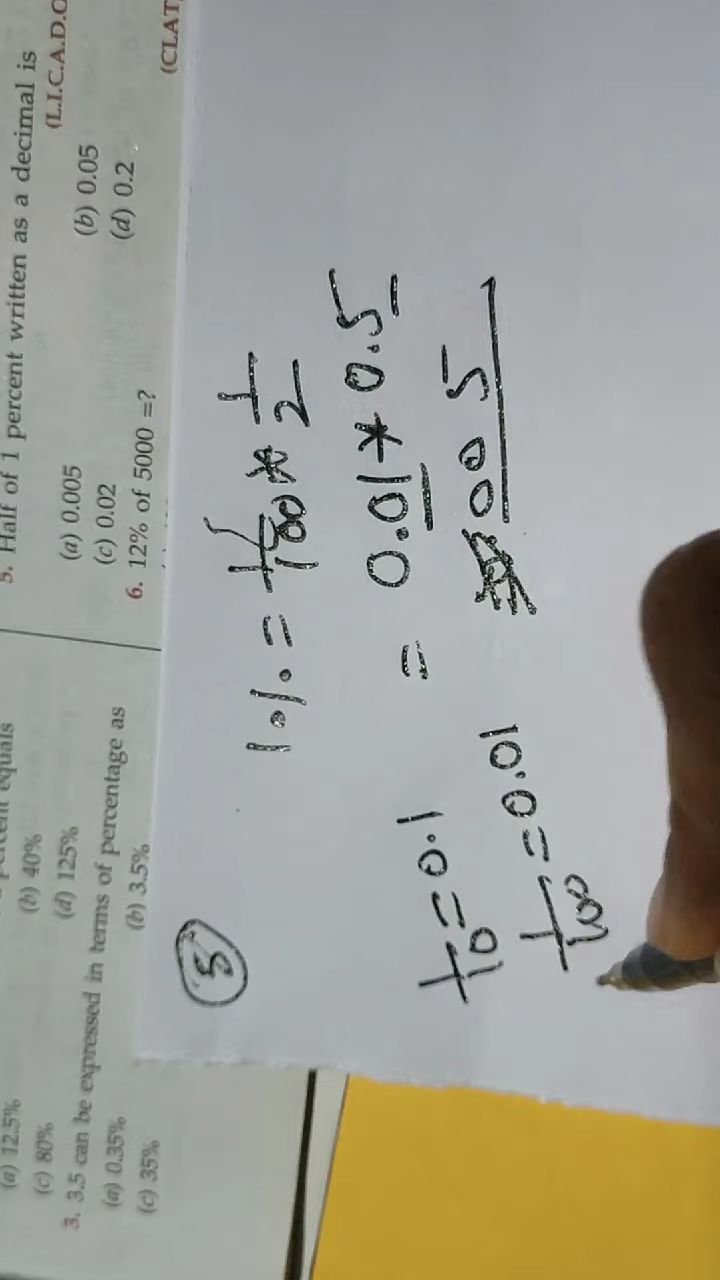 equals
(a) 12.5%
(b) 40%
(c) 80%
(d) 125%
3. 3.5 can be expressed in terms of percentage as
(a) 0.35%
(b) 3.5%
(c) 35%
5. Half of 1 percent written as a decimal is
(L.I.C.A.D.O
(a) 0.005
(b) 0.05
(c) 0.02
(d) 0.2
(CLAT
6. 12% of 5000 =?
5
1% = 1/100 * 1/2
= 0.01 * 0.5
005
1/10 = 0.1
1/100 = 0.01